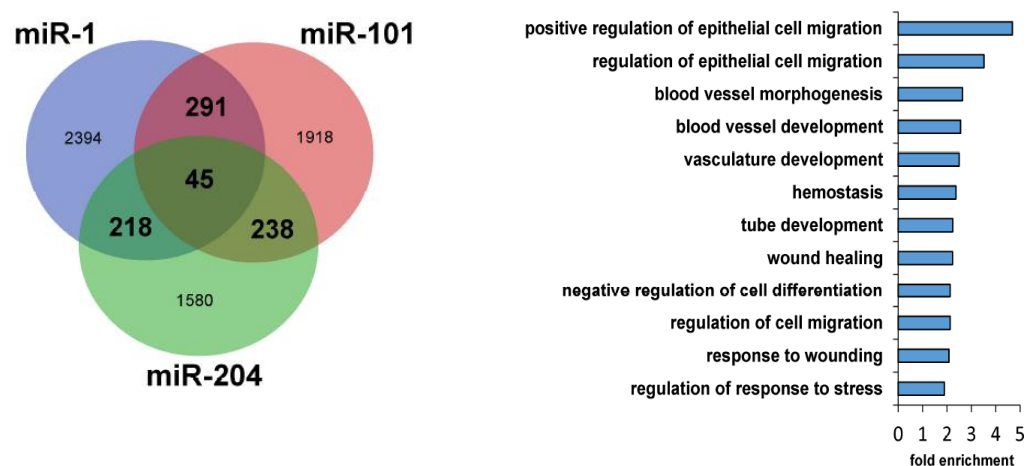 miR-1
miR-101
291
2394
1918
45
218
238
1580
miR-204
positive regulation of epithelial cell migration
regulation of epithelial cell migration
blood vessel morphogenesis
blood vessel development
vasculature development
hemostasis
tube development
wound healing
negative regulation of cell differentiation
regulation of cell migration
response to wounding
regulation of response to stress
0 1 2 3 4 5
fold enrichment